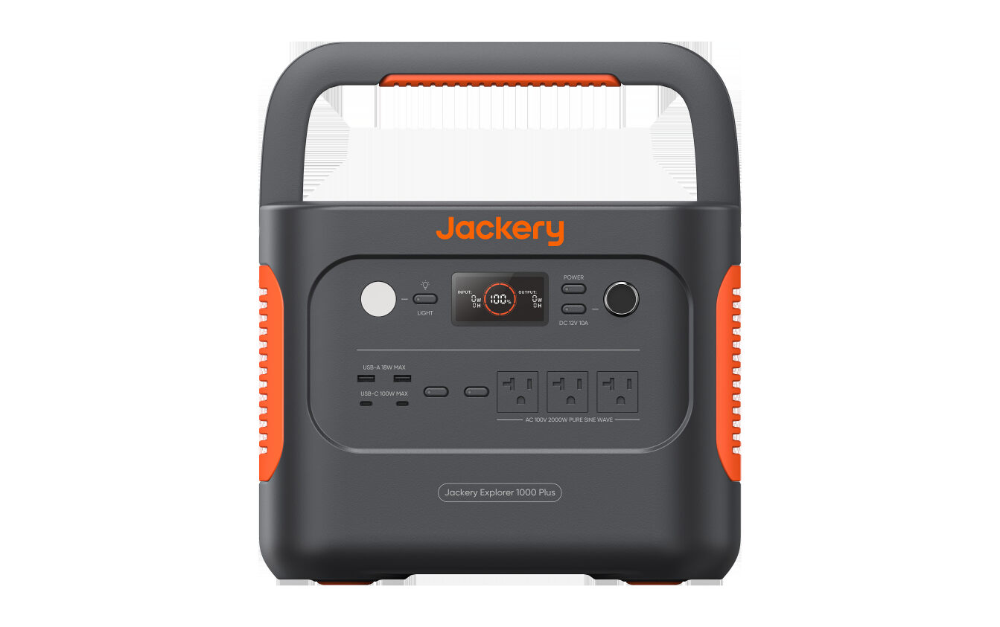 Jackery
POWER
INPUT:
OUTPUT:
0W
0H
100%
0W
0H
LIGHT
DC 12V 10A
USB-A 18W MAX
USB-C 100W MAX
AC 100V 2000W PURE SINE WAVE
Jackery Explorer 1000 Plus